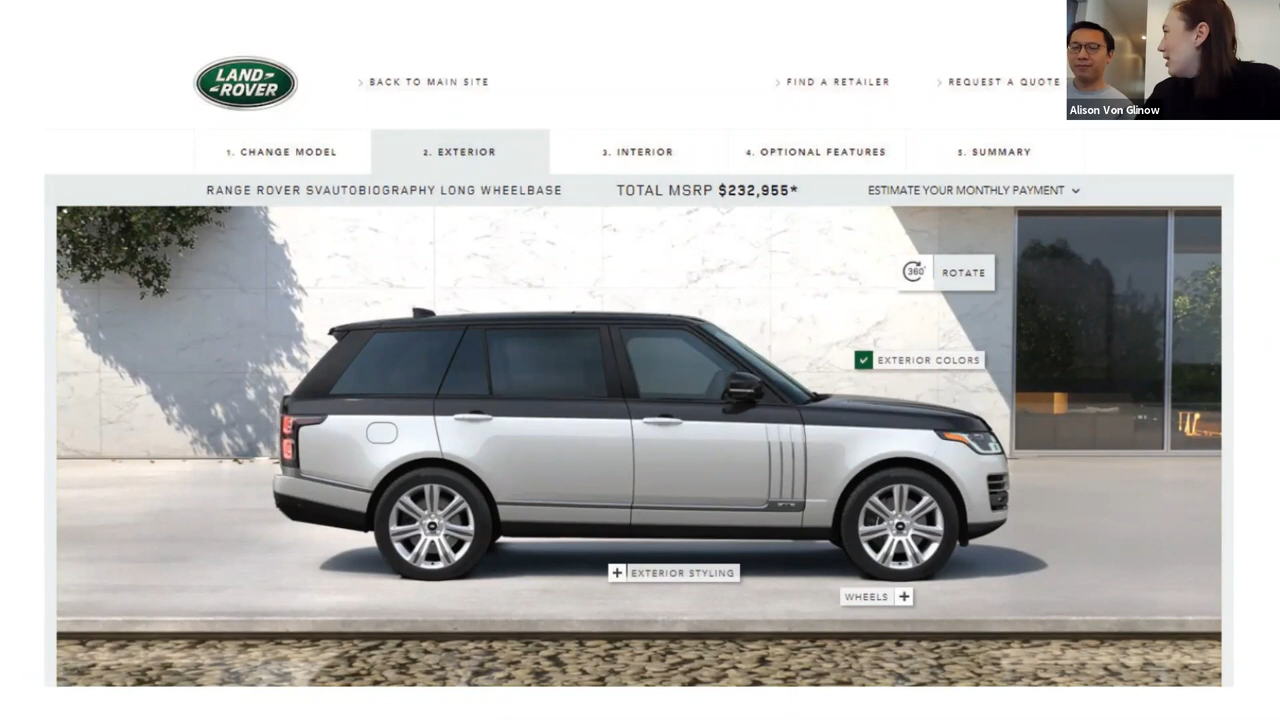 LAND-
-ROVER
> BACK TO MAIN SITE
> FIND A RETAILER
> REQUEST A QUOTE
Alison Von Glinow
1. CHANGE MODEL
2. EXTERIOR
3. INTERIOR
4. OPTIONAL FEATURES
5. SUMMARY
RANGE ROVER SVAUTOBIOGRAPHY LONG WHEELBASE
TOTAL MSRP $232,955*
ESTIMATE YOUR MONTHLY PAYMENT
360° ROTATE
EXTERIOR COLORS
+ EXTERIOR STYLING
WHEELS +